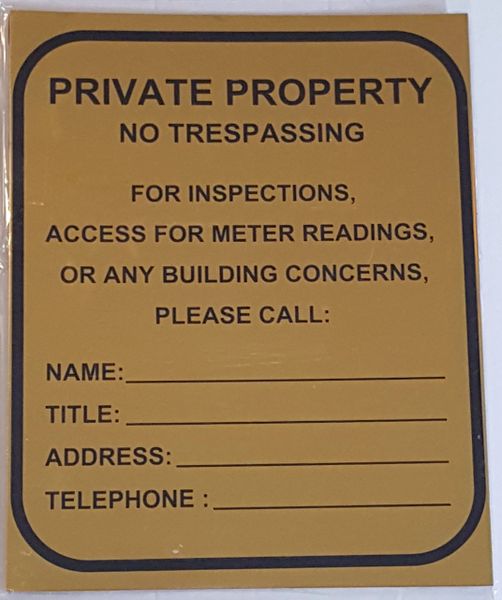 PRIVATE PROPERTY
NO TRESPASSING
FOR INSPECTIONS,
ACCESS FOR METER READINGS,
OR ANY BUILDING CONCERNS,
PLEASE CALL:
NAME:
TITLE:
ADDRESS:
TELEPHONE :